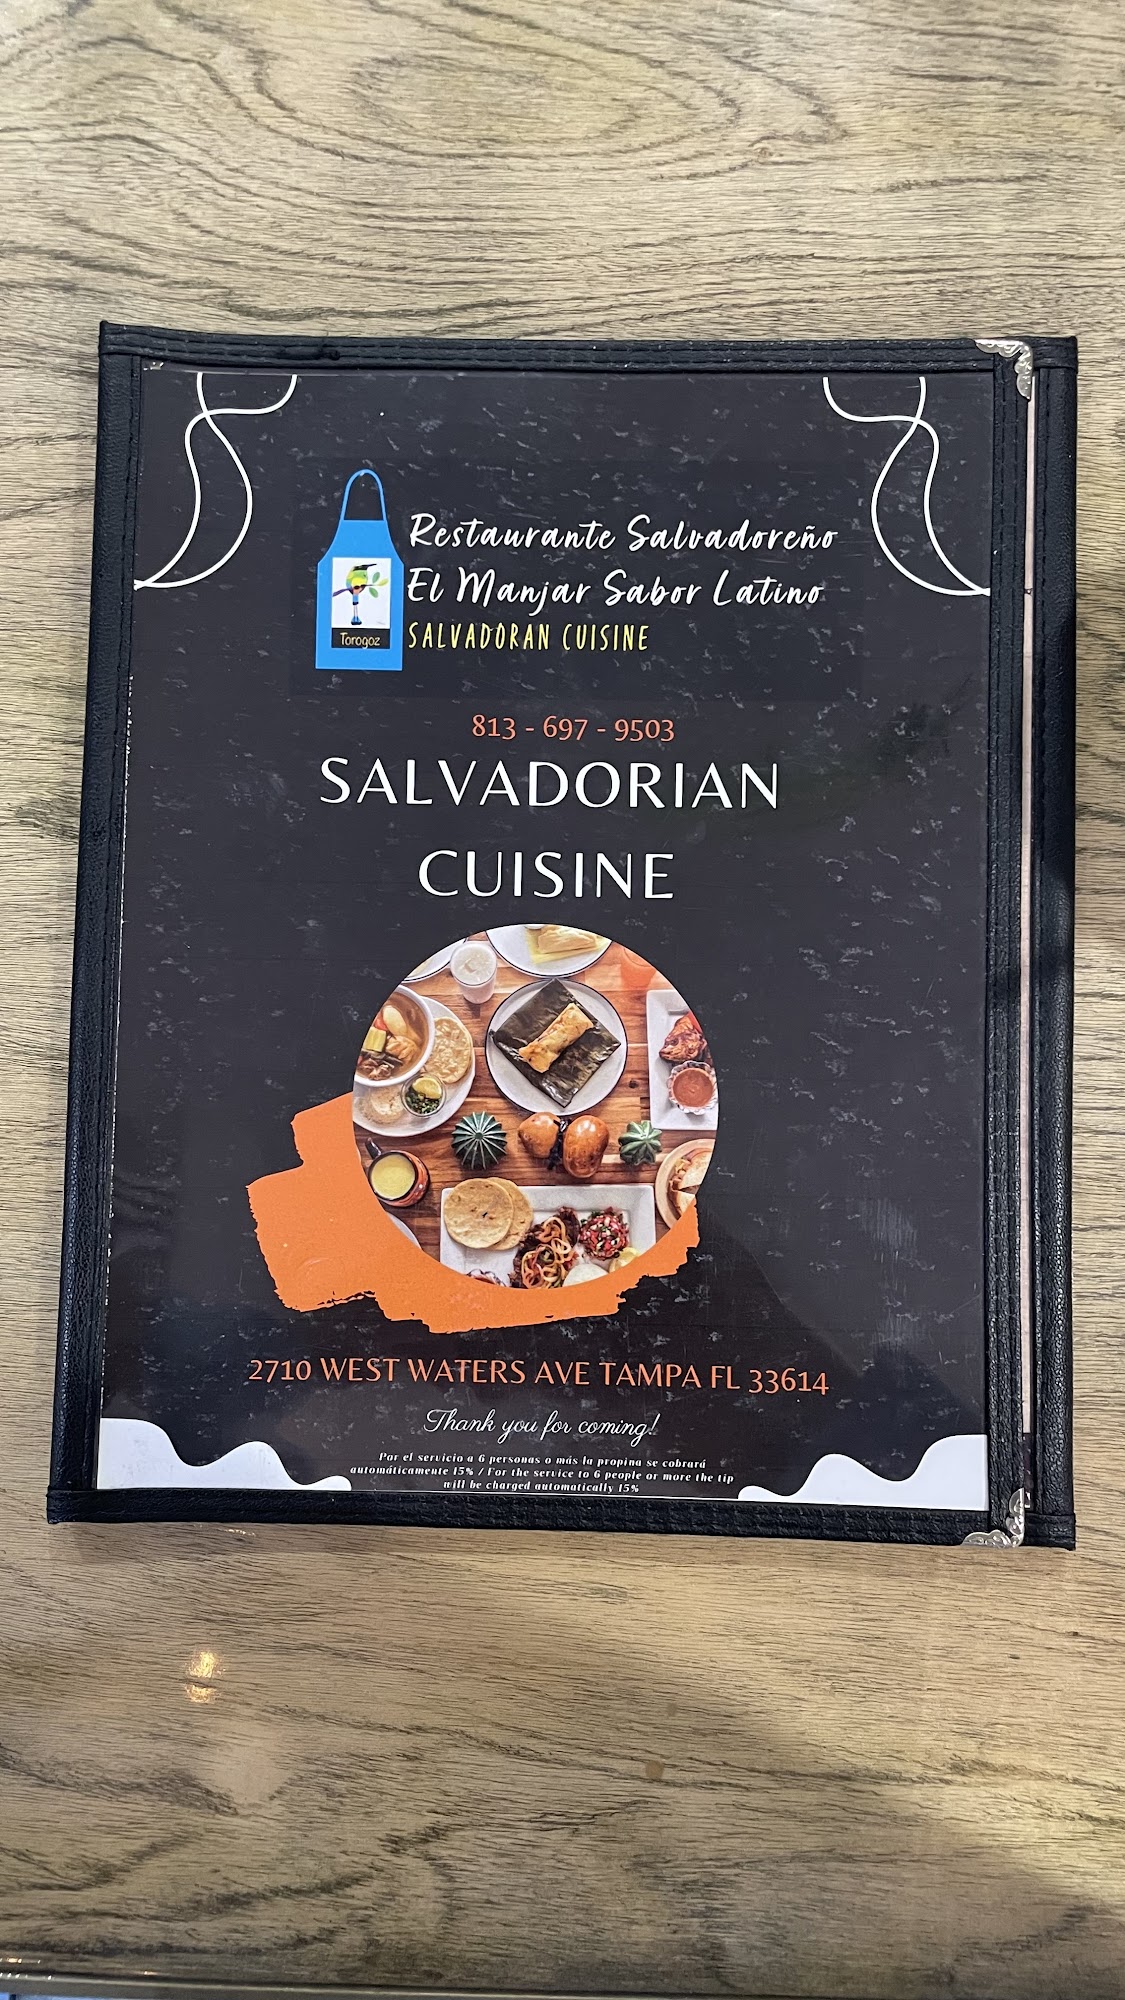 Restaurante Salvadoreño
El Manjar Sabor Latino
SALVADORAN CUISINE
Torogoz
813 - 697 - 9503
SALVADORIAN
CUISINE
2710 WEST WATERS AVE TAMPA FL 33614
Thank you for coming!
Por el servicio a 6 personas o más la propina se cobrará
automáticamente 15% / For the service to 6 people or more the tip
will be charged automatically 15%